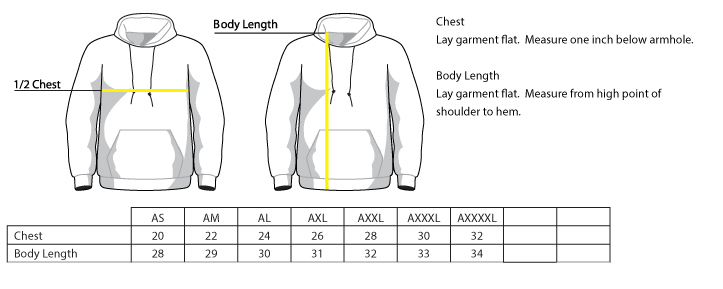 Body Length
1/2 Chest
Chest
Lay garment flat.  Measure one inch below armhole.
Body Length
Lay garment flat.  Measure from high point of
shoulder to hem.
AS AM AL AXL AXXL AXXXL AXXXXL
Chest 20 22 24 26 28 30 32
Body Length 28 29 30 31 32 33 34